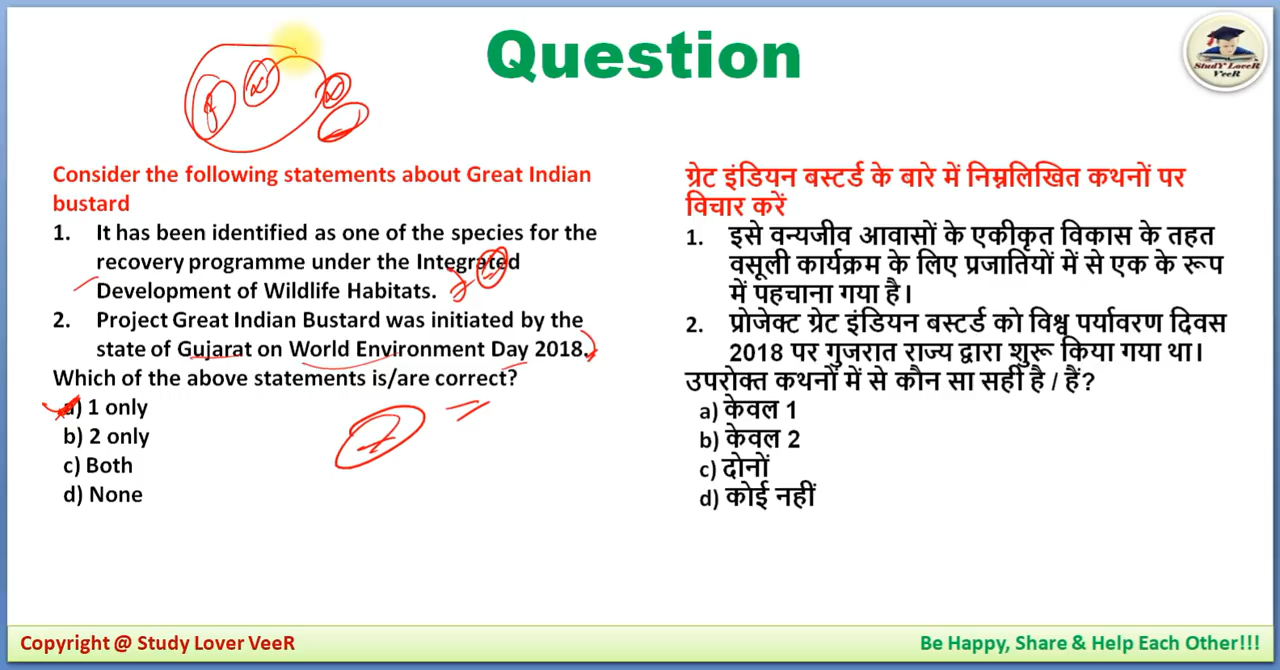 Question
StudY LoveR
VeeR
Consider the following statements about Great Indian
bustard
1. It has been identified as one of the species for the
recovery programme under the Integrated
Development of Wildlife Habitats.
2. Project Great Indian Bustard was initiated by the
state of Gujarat on World Environment Day 2018.
Which of the above statements is/are correct?
a) 1 only
b) 2 only
c) Both
d) None
ग्रेट इंडियन बस्टर्ड के बारे में निम्नलिखित कथनों पर
विचार करें
1. इसे वन्यजीव आवासों के एकीकृत विकास के तहत
वसूली कार्यक्रम के लिए प्रजातियों में से एक के रूप
में पहचाना गया है।
2. प्रोजेक्ट ग्रेट इंडियन बस्टर्ड को विश्व पर्यावरण दिवस
2018 पर गुजरात राज्य द्वारा शुरू किया गया था।
उपरोक्त कथनों में से कौन सा सही है / हैं?
a) केवल 1
b) केवल 2
c) दोनों
d) कोई नहीं
Copyright @ Study Lover VeeR
Be Happy, Share & Help Each Other!!!